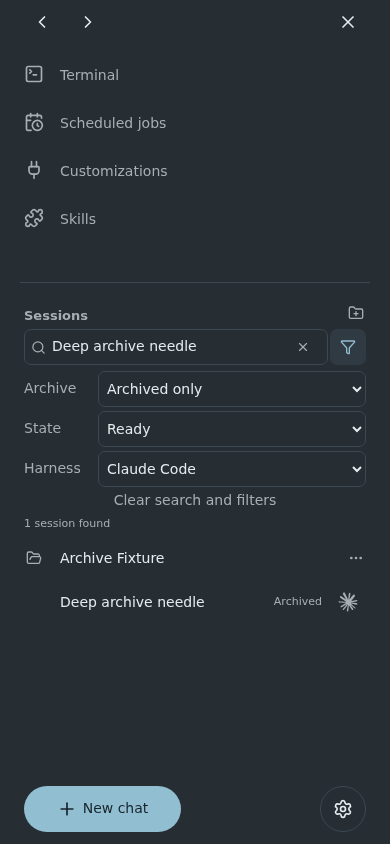 Terminal
Scheduled jobs
Customizations
Skills
Sessions
Deep archive needle
Archive Archived only
State Ready
Harness Claude Code
Clear search and filters
1 session found
Archive Fixture
Deep archive needle Archived
New chat